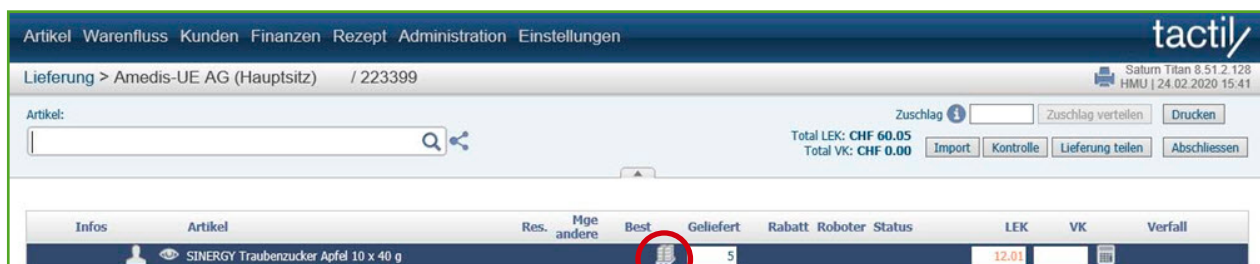 Artikel Warenfluss Kunden Finanzen Rezept Administration Einstellungen
tactily
Lieferung > Amedis-UE AG (Hauptsitz) / 223399
Saturn Titan 8.51.2.128
HMU | 24.02.2020 15:41
Artikel:
Zuschlag Zuschlag verteilen Drucken
Total LEK: CHF 60.05
Total VK: CHF 0.00
Import Kontrolle Lieferung teilen Abschliessen
Infos Artikel Res. Mge andere Best Geliefert Rabatt Roboter Status LEK VK Verfall
SINERGY Traubenzucker Apfel 10 x 40 g 5 12.01